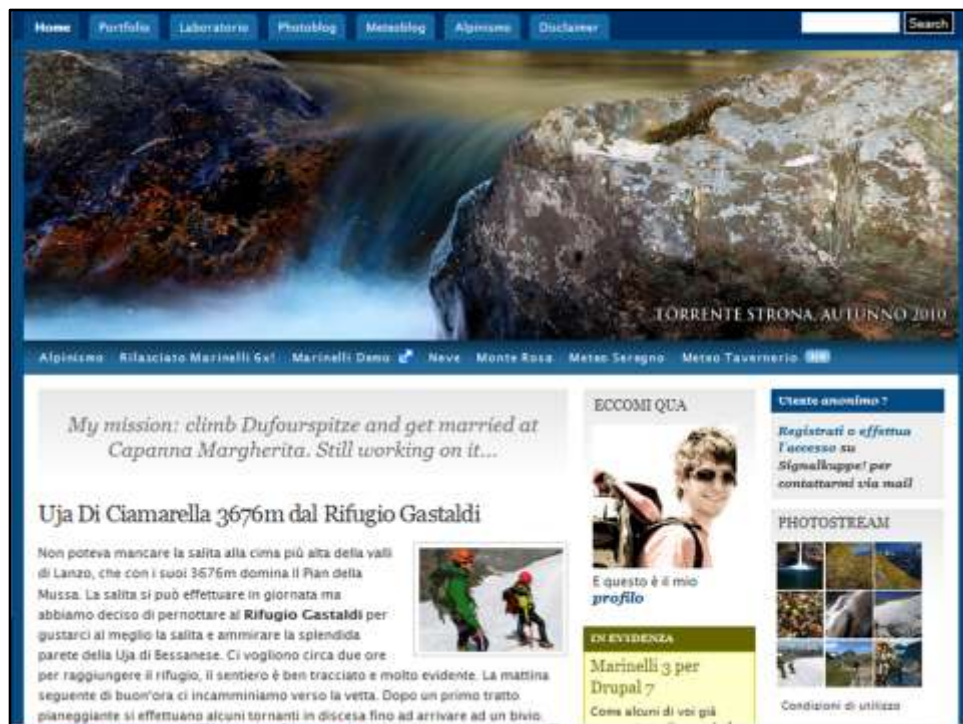 Home Portfolio Laboratorio Photoblog Meteoblog Alpinismo Disclaimer Search
TORRENTE STRONA, AUTUNNO 2010
Alpinismo Rilasciato Marinelli 6x! Marinelli Demo Neve Monte Rosa Meteo Seregno Meteo Tavernerio
My mission: climb Dufourspitze and get married at
Capanna Margherita. Still working on it...
Uja Di Ciamarella 3676m dal Rifugio Gastaldi
Non poteva mancare la salita alla cima più alta della valli
di Lanzo, che con i suoi 3676m domina il Pian della
Mussa. La salita si può effettuare in giornata ma
abbiamo deciso di pernottare al Rifugio Gastaldi per
gustarci al meglio la salita e ammirare la splendida
parete della Uja di Bessanese. Ci vogliono circa due ore
per raggiungere il rifugio, il sentiero è ben tracciato e molto evidente. La mattina
seguente di buon'ora ci incamminiamo verso la vetta. Dopo un primo tratto
pianeggiante si effettuano alcuni tornanti in discesa fino ad arrivare ad un bivio.
ECCOMI QUA
E questo è il mio
profilo
IN EVIDENZA
Marinelli 3 per
Drupal 7
Come alcuni di voi già
Utente anonimo ?
Registrati o effettua
l'accesso su
Signalkuppe! per
contattarmi via mail
PHOTOSTREAM
Condizioni di utilizzo